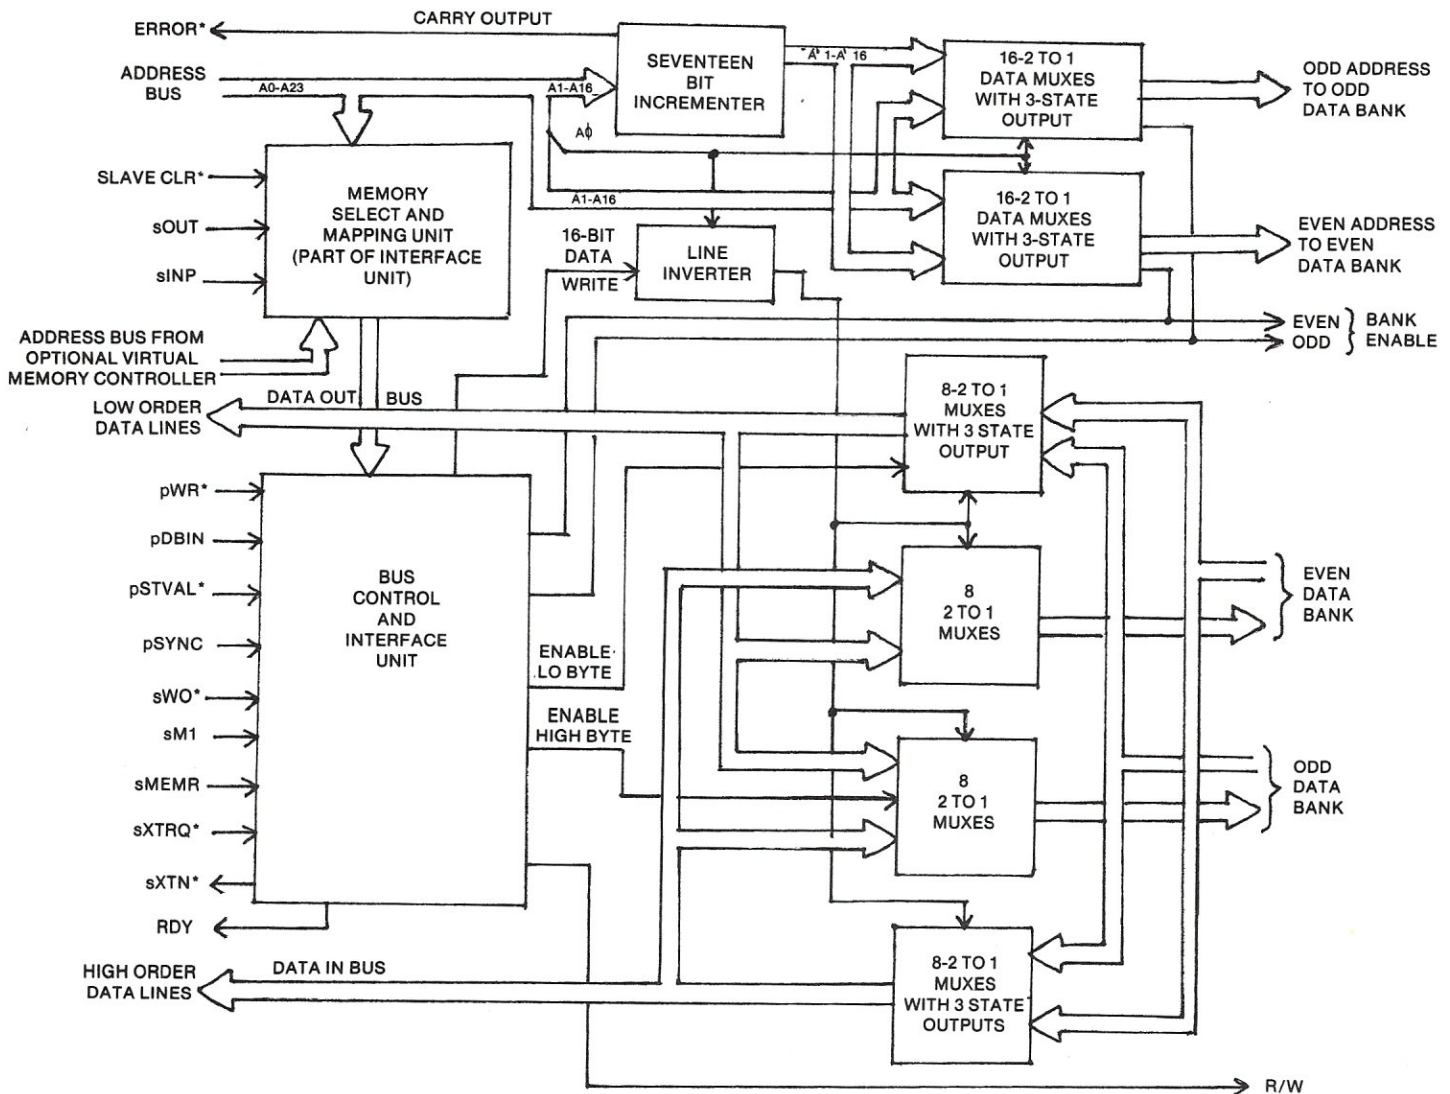 ERROR*
CARRY OUTPUT
ADDRESS
BUS
A0-A23
A1-A16
SEVENTEEN
BIT
INCREMENTER
A' 1-A' 16
16-2 TO 1
DATA MUXES
WITH 3-STATE
OUTPUT
ODD ADDRESS
TO ODD
DATA BANK
Aϕ
SLAVE CLR*
sOUT
sINP
MEMORY
SELECT AND
MAPPING UNIT
(PART OF INTERFACE
UNIT)
A1-A16
16-BIT
DATA
WRITE
LINE
INVERTER
16-2 TO 1
DATA MUXES
WITH 3-STATE
OUTPUT
EVEN ADDRESS
TO EVEN
DATA BANK
EVEN
ODD
BANK
ENABLE
ADDRESS BUS FROM
OPTIONAL VIRTUAL
MEMORY CONTROLLER
LOW ORDER
DATA LINES
DATA OUT BUS
8-2 TO 1
MUXES
WITH 3 STATE
OUTPUT
pWR*
pDBIN
pSTVAL*
pSYNC
sWO*
sM1
sMEMR
sXTRQ*
sXTN*
RDY
BUS
CONTROL
AND
INTERFACE
UNIT
ENABLE
LO BYTE
ENABLE
HIGH BYTE
8
2 TO 1
MUXES
EVEN
DATA
BANK
8
2 TO 1
MUXES
ODD
DATA
BANK
HIGH ORDER
DATA LINES
DATA IN BUS
8-2 TO 1
MUXES
WITH 3 STATE
OUTPUTS
R/W